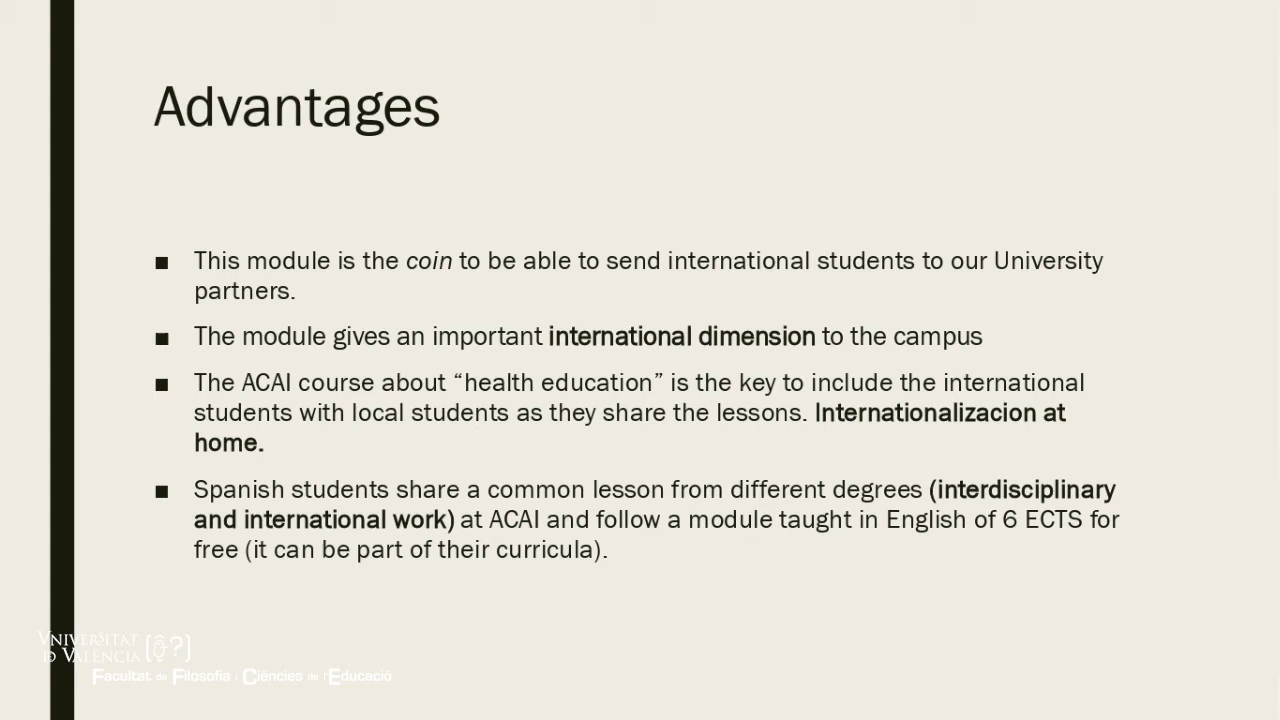 Advantages
■ This module is the coin to be able to send international students to our University
partners.
■ The module gives an important international dimension to the campus
■ The ACAI course about “health education” is the key to include the international
students with local students as they share the lessons. Internationalizacion at
home.
■ Spanish students share a common lesson from different degrees (interdisciplinary
and international work) at ACAI and follow a module taught in English of 6 ECTS for
free (it can be part of their curricula).
VNIVERSITAT
ID VALÈNCIA
Facultat de Filosofia i Ciències de l'Educació